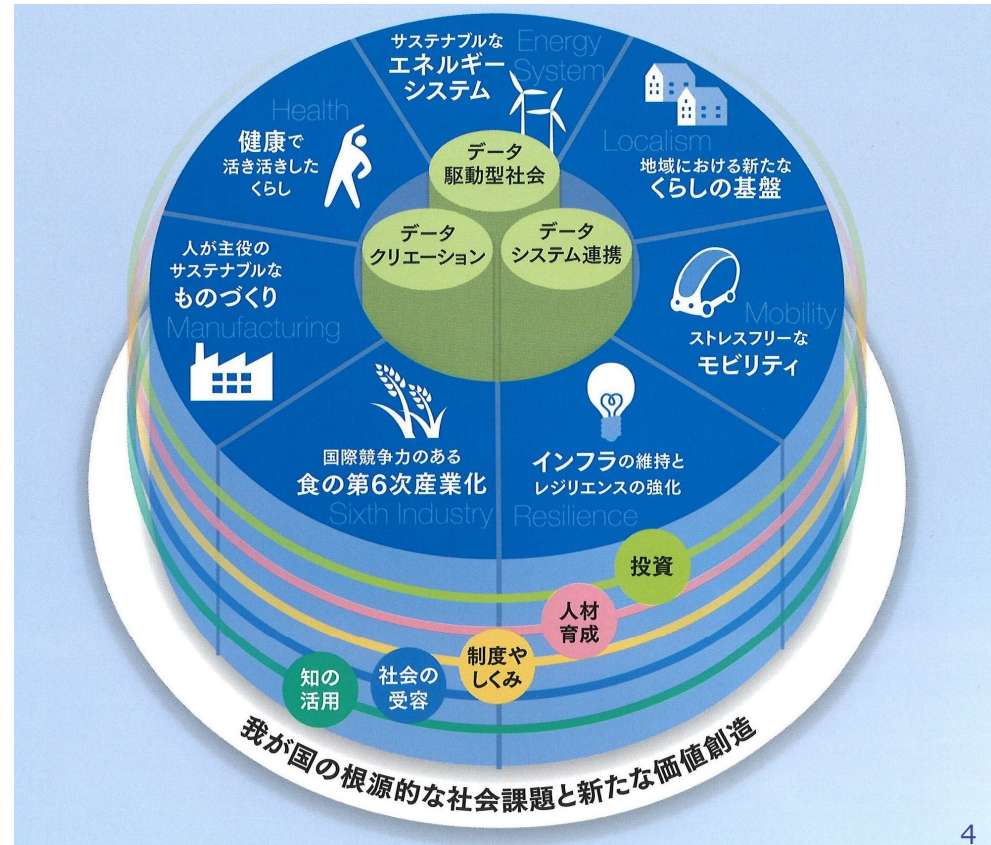 サステナブルな
エネルギー
システム
Energy
System
Health
健康で
活き活きした
くらし
Localism
地域における新たな
くらしの基盤
データ
駆動型社会
データ
クリエーション
データ
システム連携
人が主役の
サステナブルな
ものづくり
Manufacturing
Mobility
ストレスフリーな
モビリティ
国際競争力のある
食の第6次産業化
Sixth Industry
インフラの維持と
レジリエンスの強化
Resilience
投資
人材
育成
制度や
しくみ
社会の
受容
知の
活用
我が国の根源的な社会課題と新たな価値創造
4